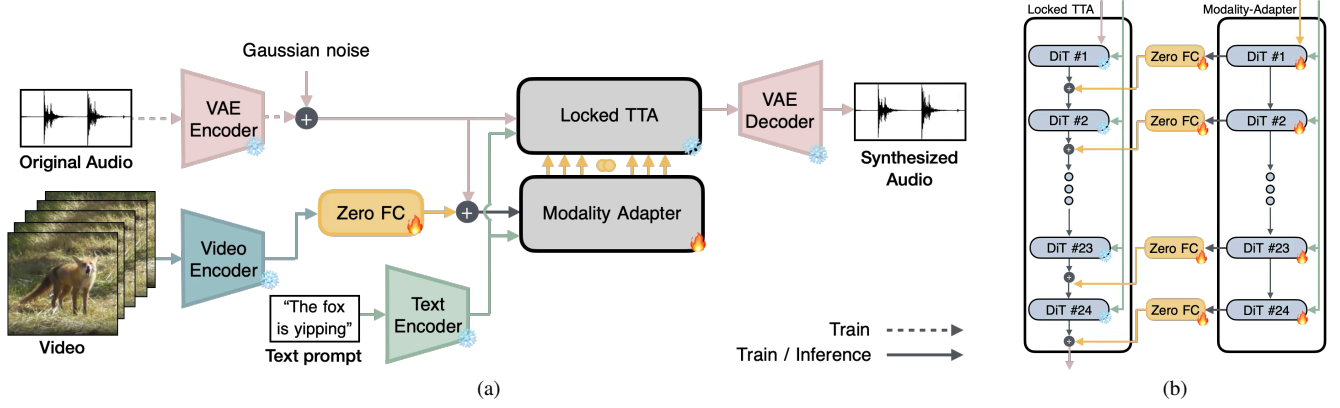 Gaussian noise
VAE
Encoder
+
Original Audio
Locked TTA
VAE
Decoder
Synthesized
Audio
Video
Encoder
Zero FC
+
Modality Adapter
"The fox
is yipping"
Text prompt
Text
Encoder
Video
Train
Train / Inference
(a)
Locked TTA
Modality-Adapter
DiT #1
Zero FC
DiT #1
+
DiT #2
Zero FC
DiT #2
+
DiT #23
Zero FC
DiT #23
+
DiT #24
Zero FC
DiT #24
+
(b)